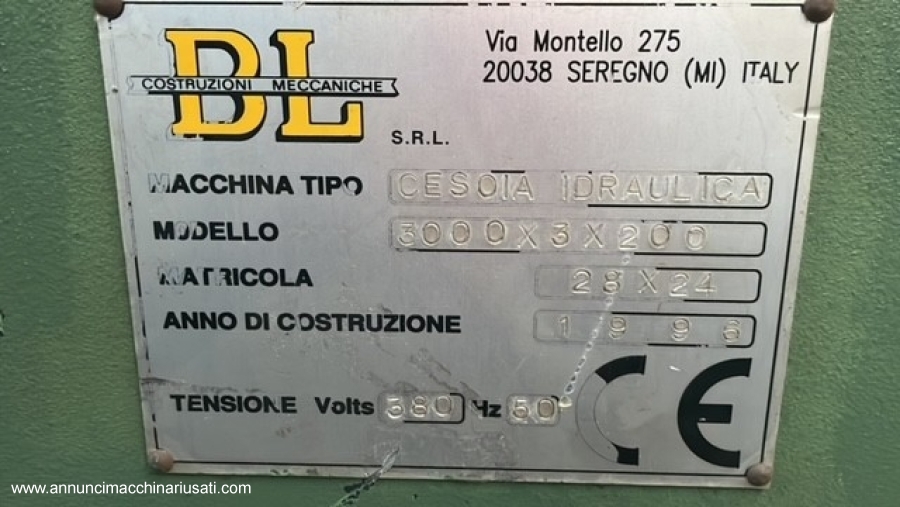 BL
COSTRUZIONI MECCANICHE
S.R.L.
Via Montello 275
20038 SEREGNO (MI) ITALY
MACCHINA TIPO CESOIA IDRAULICA
MODELLO 3000X3X200
MATRICOLA 28X24
ANNO DI COSTRUZIONE 1996
TENSIONE Volts 380 Hz 50
CE
www.annuncimacchinariusati.com